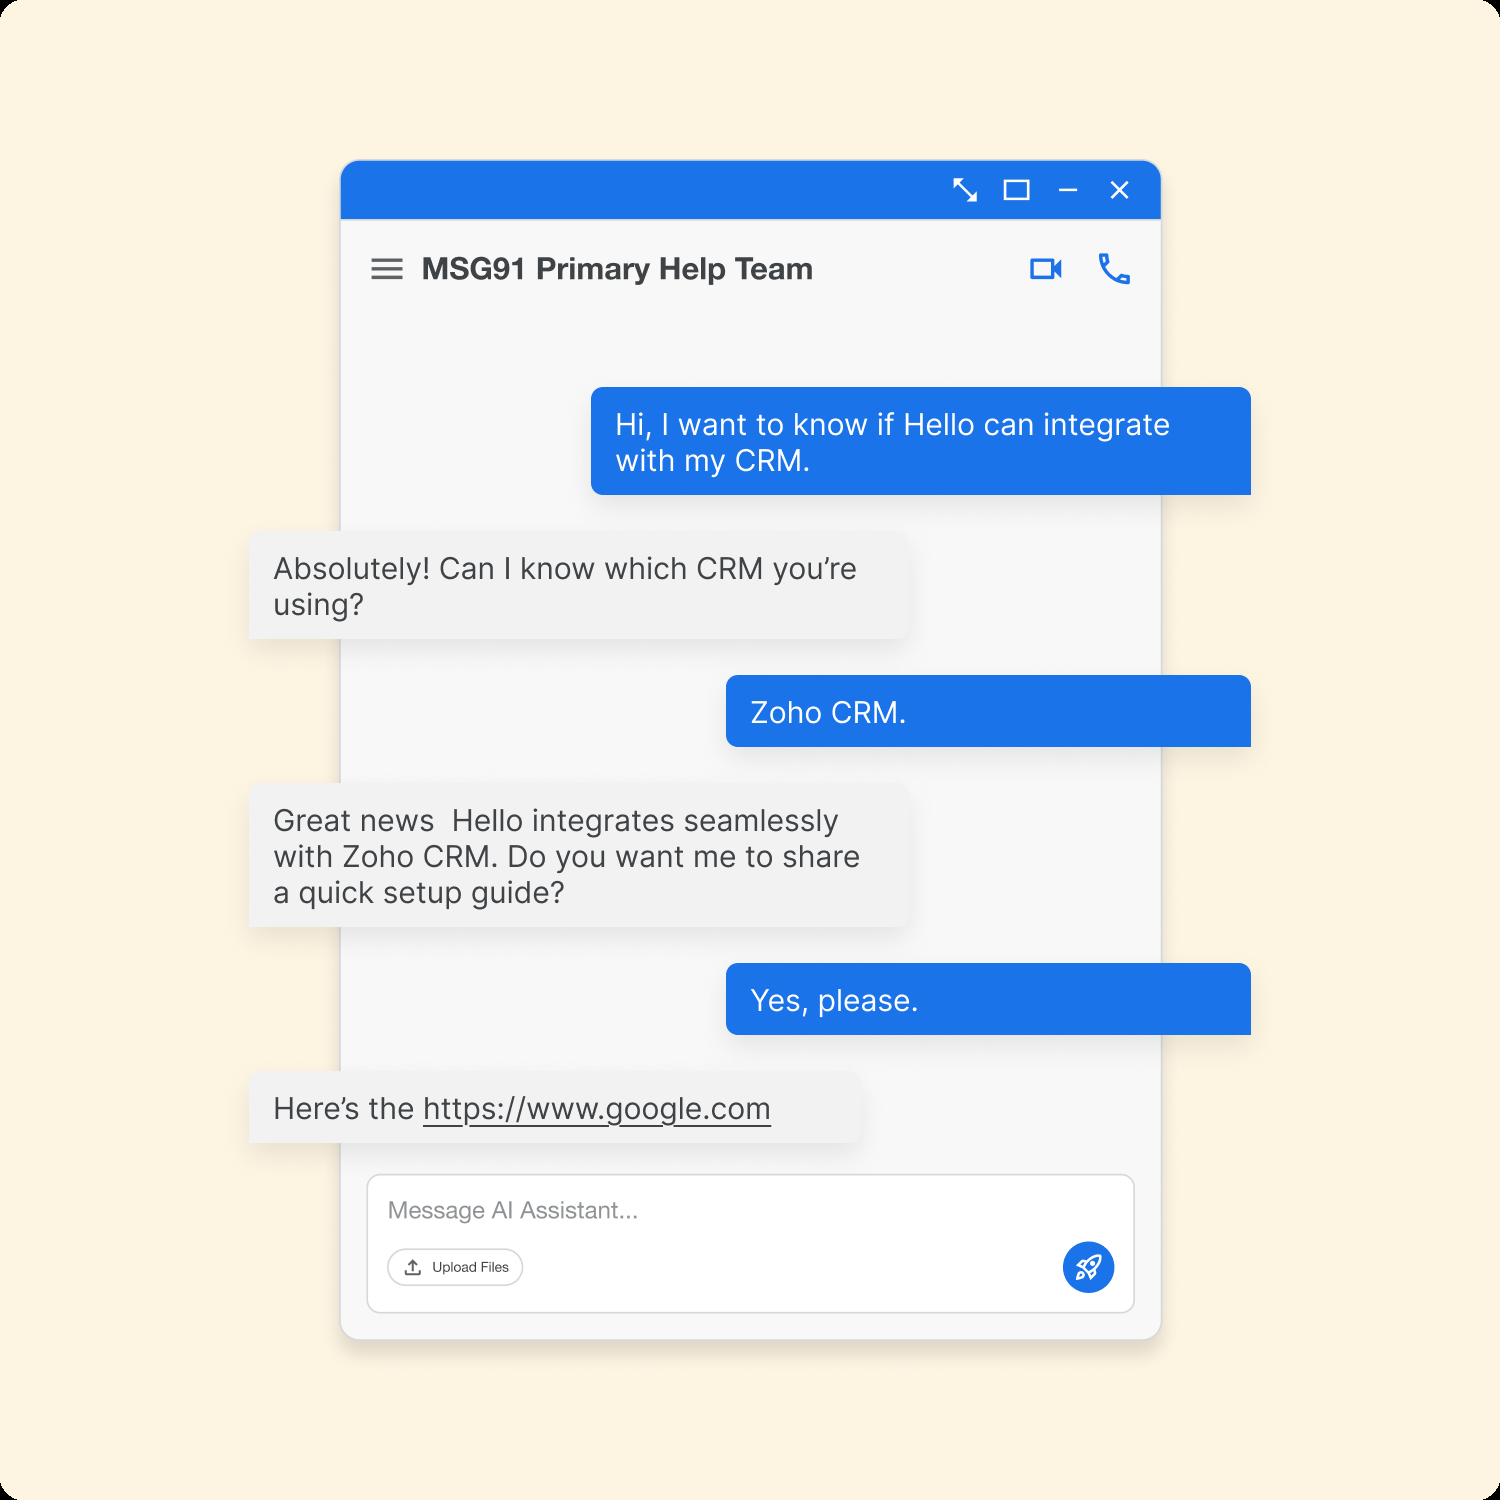 MSG91 Primary Help Team
Hi, I want to know if Hello can integrate
with my CRM.
Absolutely! Can I know which CRM you’re
using?
Zoho CRM.
Great news  Hello integrates seamlessly
with Zoho CRM. Do you want me to share
a quick setup guide?
Yes, please.
Here’s the https://www.google.com
Message AI Assistant...
Upload Files